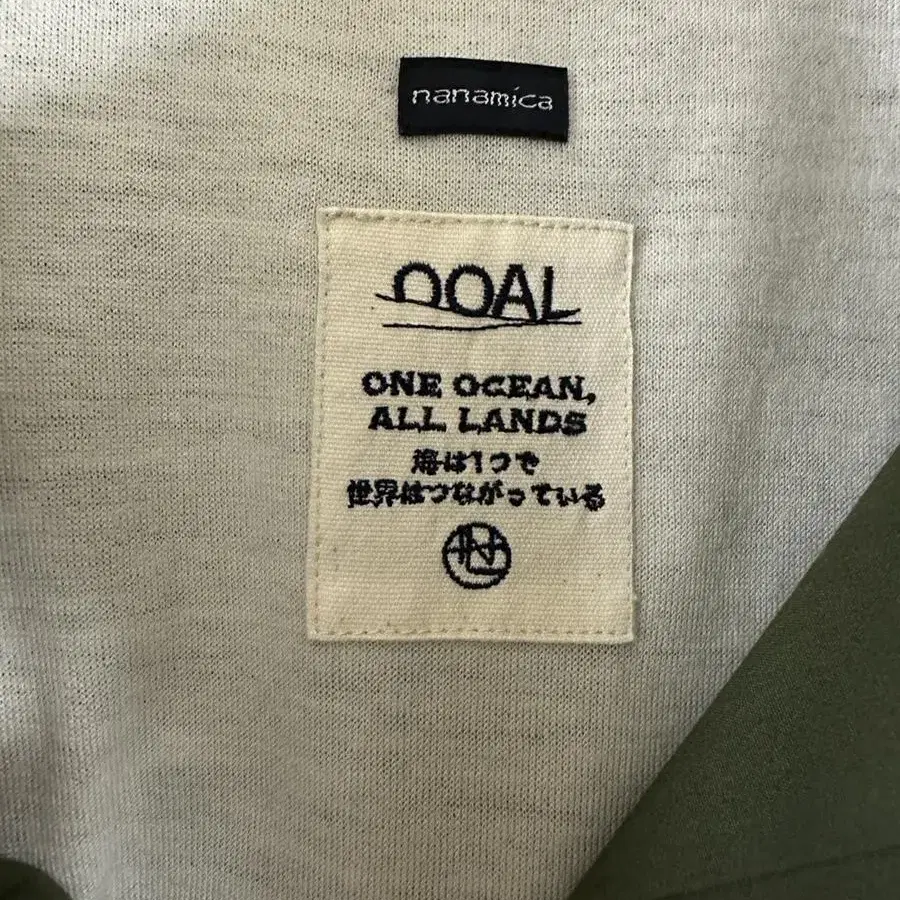 nanamica
OOAL
ONE OCEAN,
ALL LANDS
海は1つで
世界はつながっている